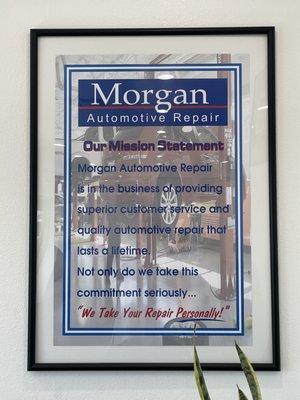 Morgan
Automotive Repair
Our Mission Statement
Morgan Automotive Repair
is in the business of providing
superior customer service and
quality automotive repair that
lasts a lifetime.
Not only do we take this
commitment seriously...
"We Take Your Repair Personally!"